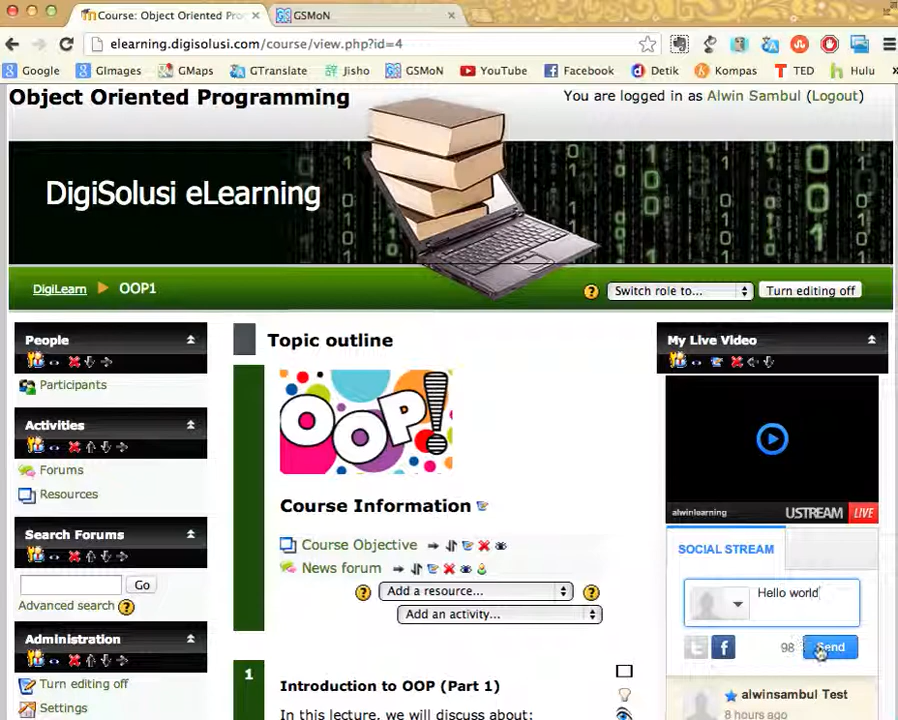 Course: Object Oriented Pro
GSMoN
elearning.digisolusi.com/course/view.php?id=4
Google GImages GMaps GTranslate Jisho GSMoN YouTube Facebook Detik Kompas TED Hulu
Object Oriented Programming
You are logged in as Alwin Sambul (Logout)
DigiSolusi eLearning
DigiLearn OOP1
Switch role to...
Turn editing off
People
Participants
Activities
Forums
Resources
Search Forums
Go
Advanced search
Administration
Turn editing off
Settings
Topic outline
OOP!
Course Information
Course Objective
News forum
Add a resource...
Add an activity...
1
Introduction to OOP (Part 1)
In this lecture, we will discuss about:
My Live Video
alwinlearning USTREAM LIVE
SOCIAL STREAM
Hello world
98 Send
alwinsambul Test
8 hours ago